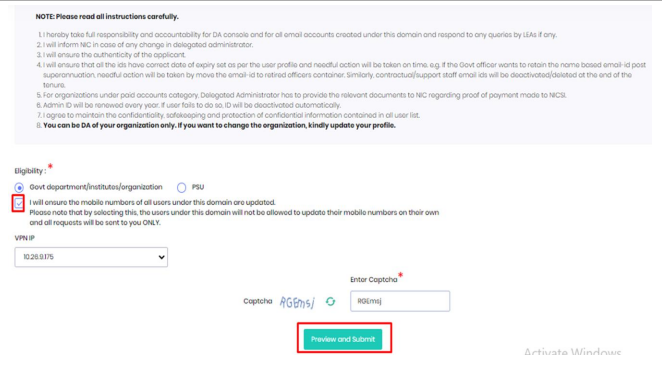 NOTE: Please read all instructions carefully.
1. I hereby take full responsibility and accountability for DA console and for all email accounts created under this domain and respond to any queries by LEAs if any.
2. I will inform NIC in case of any change in delegated administrator.
3. I will ensure the authenticity of the applicant.
4. I will ensure that all the ids have correct date of expiry set as per the user profile and needful action will be taken on time. e.g. if the Govt officer wants to retain the name based email-id post
superannuation, needful action will be taken by move the email-id to retired officers container. Similarly, contractual/support staff email ids will be deactivated/deleted at the end of the
tenure.
5. For organizations under paid accounts category, Delegated Administrator has to provide the relevant documents to NIC regarding proof of payment made to NICSI.
6. Admin ID will be renewed every year. If user fails to do so, ID will be deactivated automatically.
7. I agree to maintain the confidentiality, safekeeping and protection of confidential information contained in all user list.
8. You can be DA of your organization only. If you want to change the organization, kindly update your profile.
Eligibility : *
Govt department/institutes/organization PSU
I will ensure the mobile numbers of all users under this domain are updated.
Please note that by selecting this, the users under this domain will not be allowed to update their mobile numbers on their own
and all requests will be sent to you ONLY.
VPN IP
10.26.9.175
Enter Captcha *
Captcha RGEmsj RGEmsj
Preview and Submit
Activate Windows